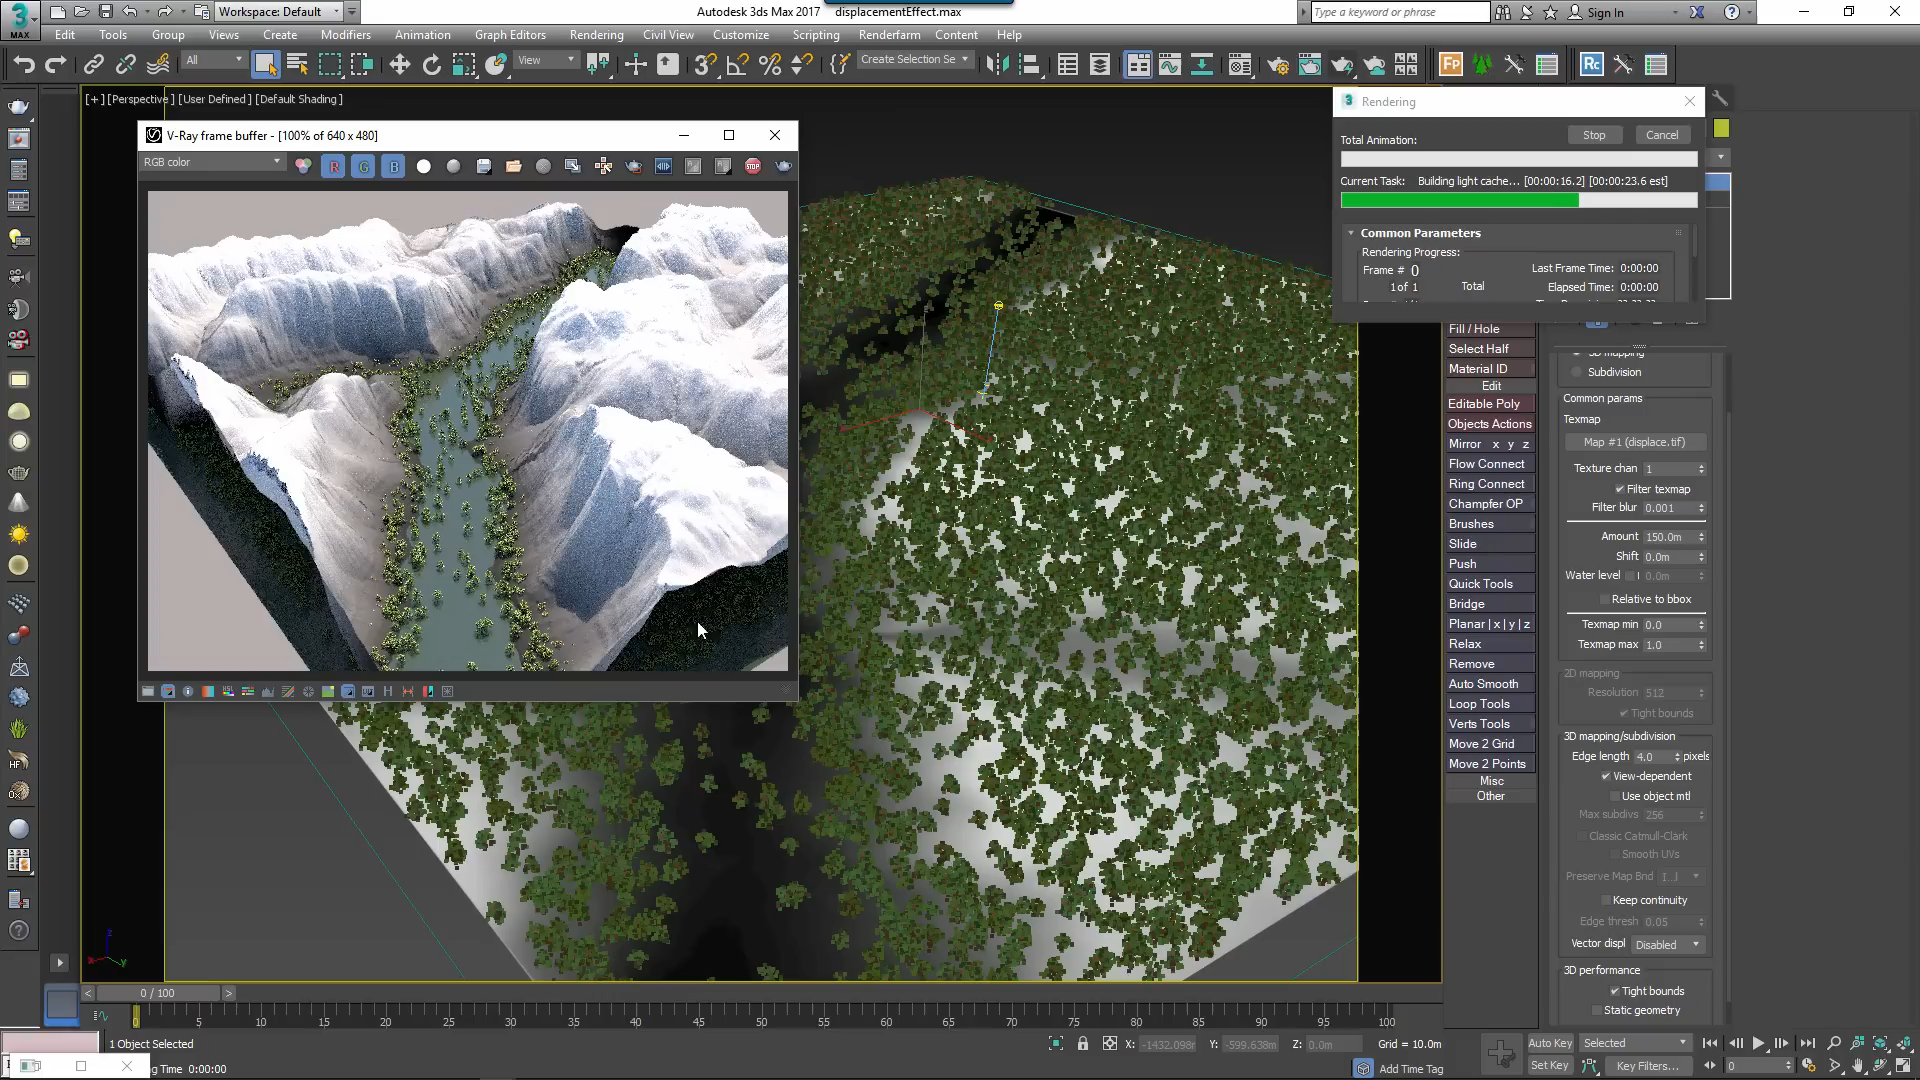 Workspace: Default
Autodesk 3ds Max 2017    displacementEffect.max
Type a keyword or phrase
Sign In
MAX
Edit Tools Group Views Create Modifiers Animation Graph Editors Rendering Civil View Customize Scripting Renderfarm Content Help
All
View
Create Selection Se
Fp
Rc
[+] [Perspective ] [User Defined ] [Default Shading ]
V-Ray frame buffer - [100% of 640 x 480]
RGB color
R G B
STOP
Rendering
Total Animation:
Stop
Cancel
Current Task: Building light cache... [00:00:16.2] [00:00:23.6 est]
Common Parameters
Rendering Progress:
Frame # 0
Last Frame Time: 0:00:00
1 of 1 Total
Elapsed Time: 0:00:00
Fill / Hole
Select Half
Material ID
Edit
Editable Poly
Objects Actions
Mirror x y z
Flow Connect
Ring Connect
Champfer OP
Brushes
Slide
Push
Quick Tools
Bridge
Planar | x | y | z
Relax
Remove
Auto Smooth
Loop Tools
Verts Tools
Move 2 Grid
Move 2 Points
Misc
Other
3D mapping
Subdivision
Common params
Texmap
Map #1 (displace.tif)
Texture chan 1
Filter texmap
Filter blur 0.001
Amount 150.0m
Shift 0.0m
Water level 0.0m
Relative to bbox
Texmap min 0.0
Texmap max 1.0
2D mapping
Resolution 512
Tight bounds
3D mapping/subdivision
Edge length 4.0 pixels
View-dependent
Use object mtl
Max subdivs 256
Classic Catmull-Clark
Smooth UVs
Preserve Map Bnd
Keep continuity
Edge thresh 0.05
Vector displ Disabled
3D performance
Tight bounds
Static geometry
HF
H
< 0 / 100 >
0 5 10 15 20 25 30 35 40 45 50 55 60 65 70 75 80 85 90 95 100
1 Object Selected
X: -1432.098m Y: -599.638m Z: 0.0m Grid = 10.0m
Auto Key Selected
Time 0:00:00
Add Time Tag
Set Key Key Filters...
0